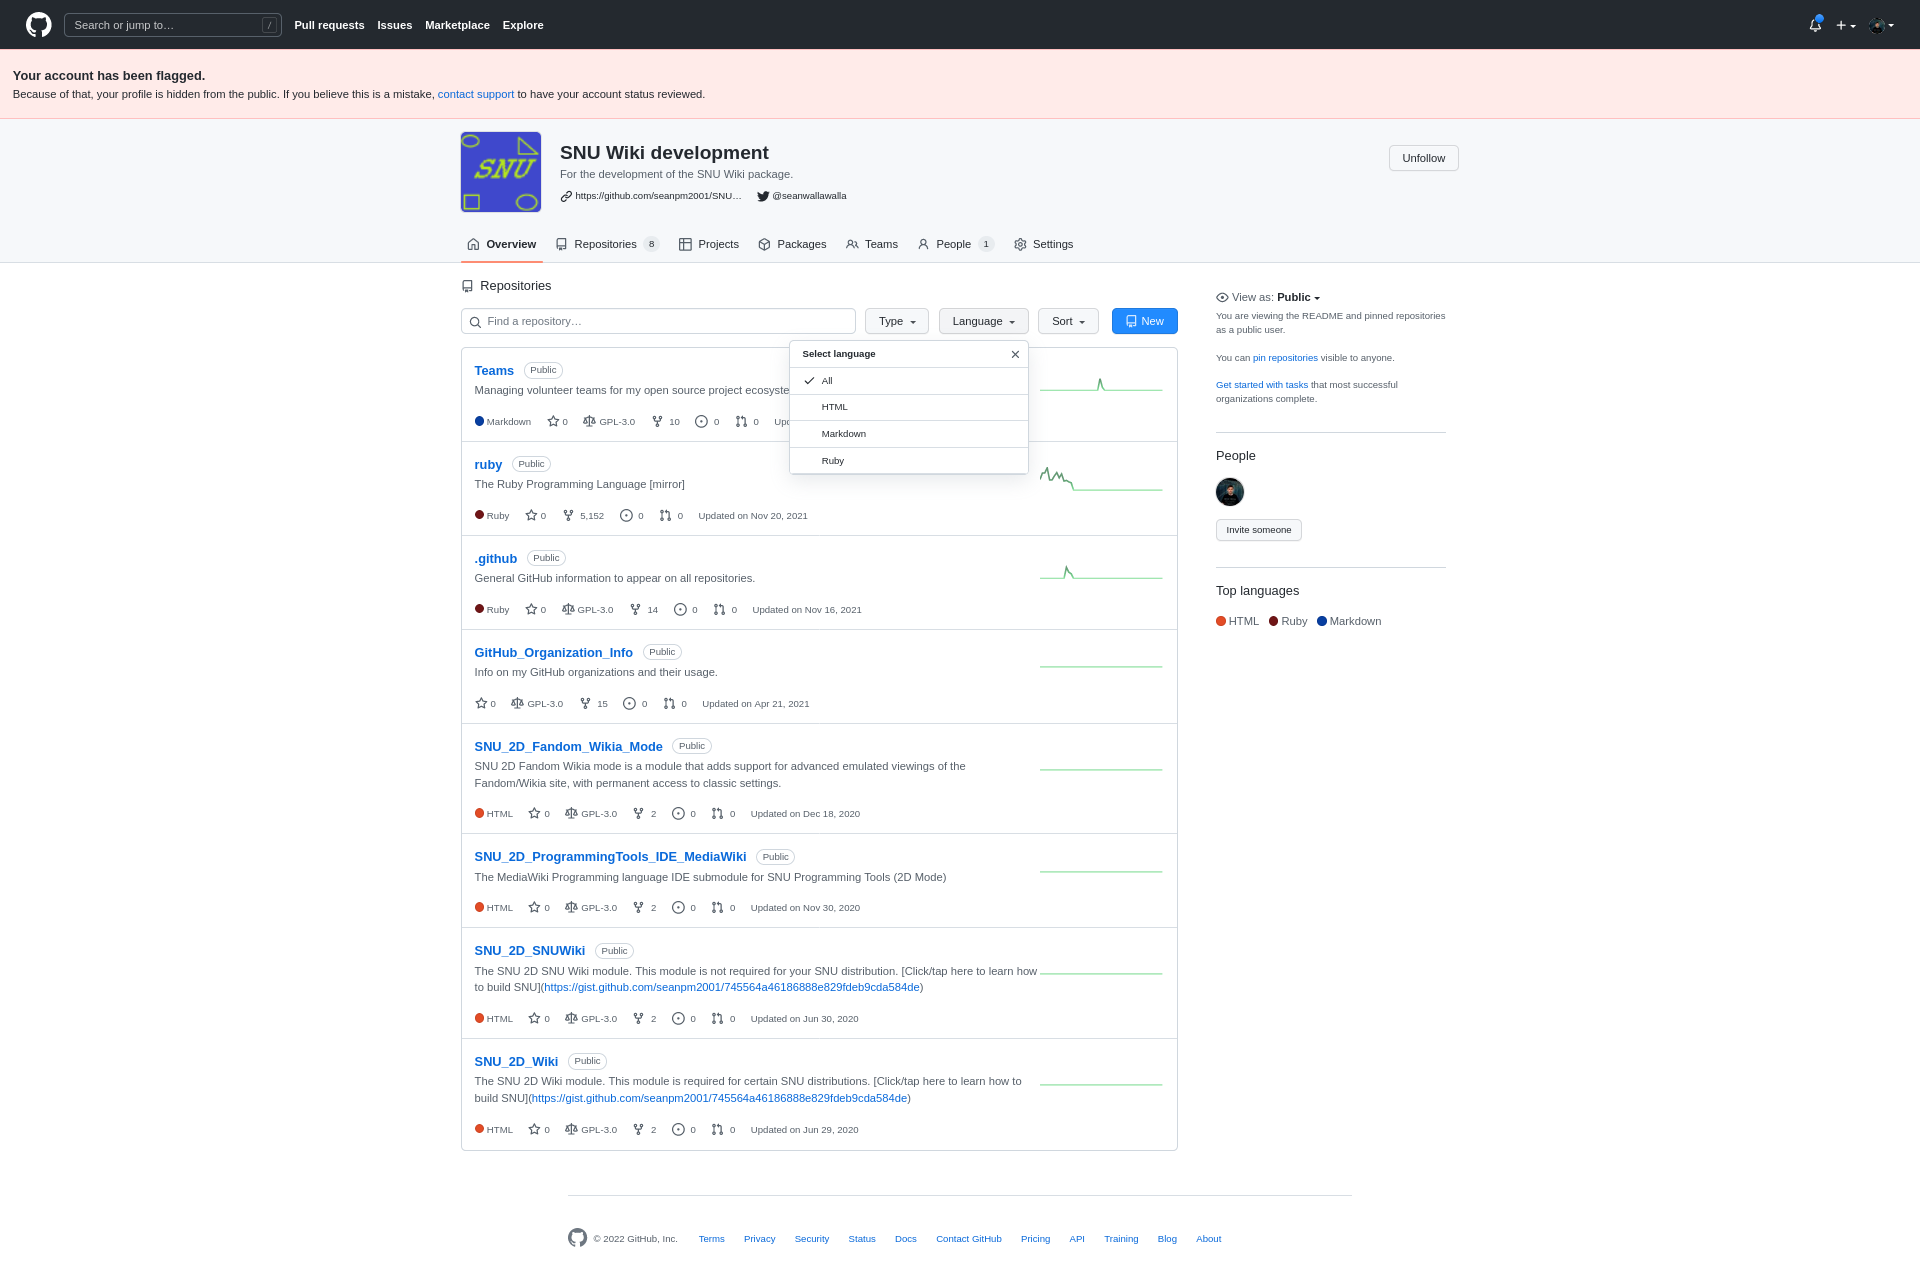 Search or jump to…
/
Pull requests
Issues
Marketplace
Explore
Your account has been flagged.
Because of that, your profile is hidden from the public. If you believe this is a mistake, contact support to have your account status reviewed.
SNU
SNU Wiki development
For the development of the SNU Wiki package.
https://github.com/seanpm2001/SNU…
@seanwallawalla
Unfollow
Overview
Repositories 8
Projects
Packages
Teams
People 1
Settings
Repositories
Find a repository…
Type
Language
Sort
New
Select language
All
HTML
Markdown
Ruby
Teams Public
Managing volunteer teams for my open source project ecosyste
Markdown 0 GPL-3.0 10 0 0 Up
ruby Public
The Ruby Programming Language [mirror]
Ruby 0 5,152 0 0 Updated on Nov 20, 2021
.github Public
General GitHub information to appear on all repositories.
Ruby 0 GPL-3.0 14 0 0 Updated on Nov 16, 2021
GitHub_Organization_Info Public
Info on my GitHub organizations and their usage.
0 GPL-3.0 15 0 0 Updated on Apr 21, 2021
SNU_2D_Fandom_Wikia_Mode Public
SNU 2D Fandom Wikia mode is a module that adds support for advanced emulated viewings of the
Fandom/Wikia site, with permanent access to classic settings.
HTML 0 GPL-3.0 2 0 0 Updated on Dec 18, 2020
SNU_2D_ProgrammingTools_IDE_MediaWiki Public
The MediaWiki Programming language IDE submodule for SNU Programming Tools (2D Mode)
HTML 0 GPL-3.0 2 0 0 Updated on Nov 30, 2020
SNU_2D_SNUWiki Public
The SNU 2D SNU Wiki module. This module is not required for your SNU distribution. [Click/tap here to learn how
to build SNU](https://gist.github.com/seanpm2001/745564a46186888e829fdeb9cda584de)
HTML 0 GPL-3.0 2 0 0 Updated on Jun 30, 2020
SNU_2D_Wiki Public
The SNU 2D Wiki module. This module is required for certain SNU distributions. [Click/tap here to learn how to
build SNU](https://gist.github.com/seanpm2001/745564a46186888e829fdeb9cda584de)
HTML 0 GPL-3.0 2 0 0 Updated on Jun 29, 2020
View as: Public
You are viewing the README and pinned repositories
as a public user.
You can pin repositories visible to anyone.
Get started with tasks that most successful
organizations complete.
People
Invite someone
Top languages
HTML Ruby Markdown
© 2022 GitHub, Inc.
Terms
Privacy
Security
Status
Docs
Contact GitHub
Pricing
API
Training
Blog
About